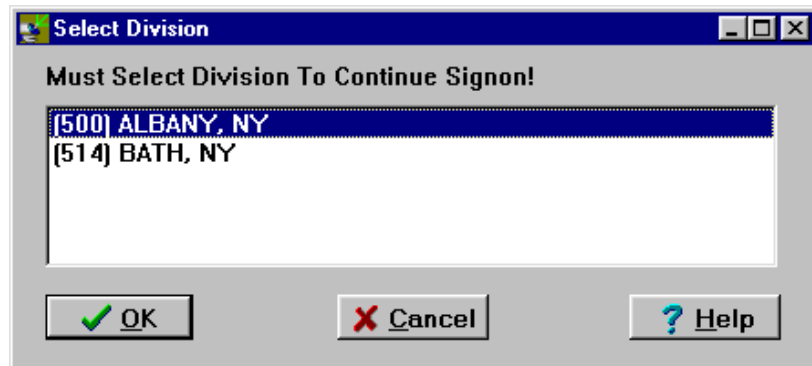 Select Division
Must Select Division To Continue Signon!
(500) ALBANY, NY
(514) BATH, NY
OK
Cancel
? Help